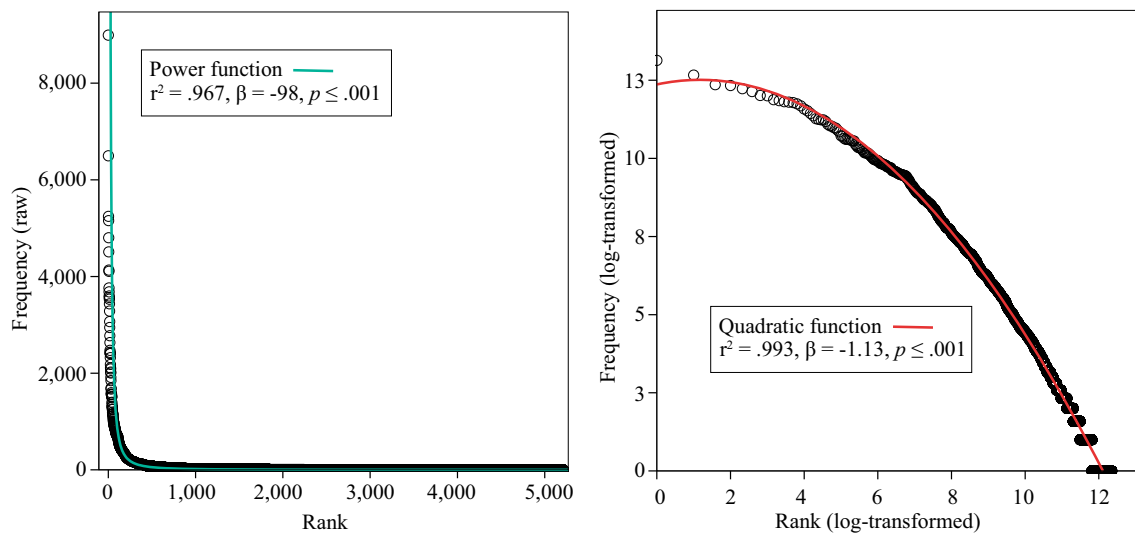 Power function
r² = .967, β = -98, p ≤ .001
8,000
6,000
4,000
2,000
0
Frequency (raw)
0 1,000 2,000 3,000 4,000 5,000
Rank
13
10
8
5
3
0
Frequency (log-transformed)
Quadratic function
r² = .993, β = -1.13, p ≤ .001
0 2 4 6 8 10 12
Rank (log-transformed)